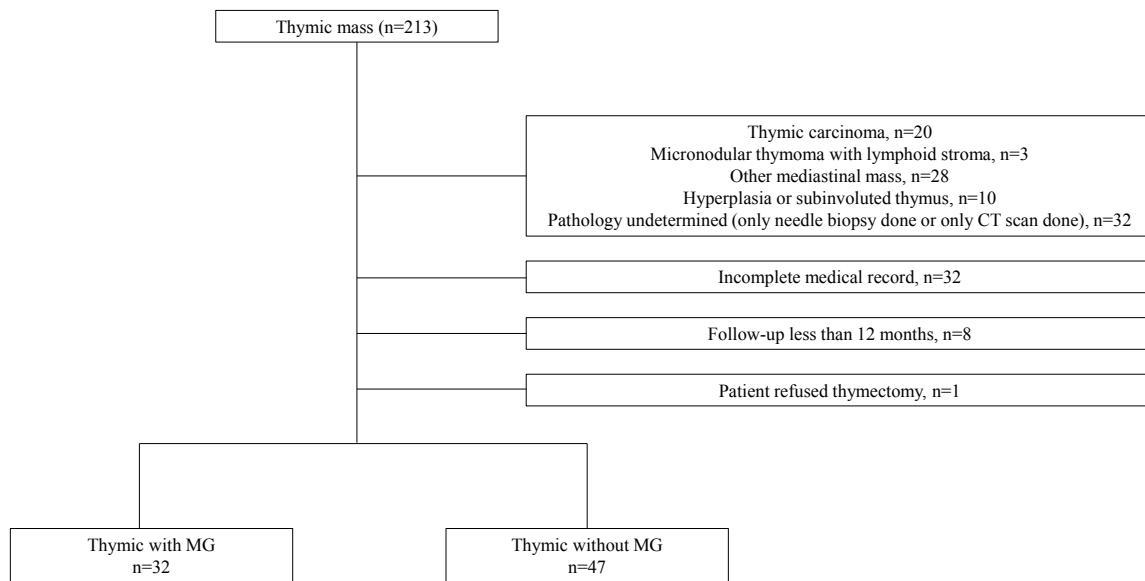 Thymic mass (n=213)
Thymic carcinoma, n=20
Micronodular thymoma with lymphoid stroma, n=3
Other mediastinal mass, n=28
Hyperplasia or subinvoluted thymus, n=10
Pathology undetermined (only needle biopsy done or only CT scan done), n=32
Incomplete medical record, n=32
Follow-up less than 12 months, n=8
Patient refused thymectomy, n=1
Thymic with MG
n=32
Thymic without MG
n=47